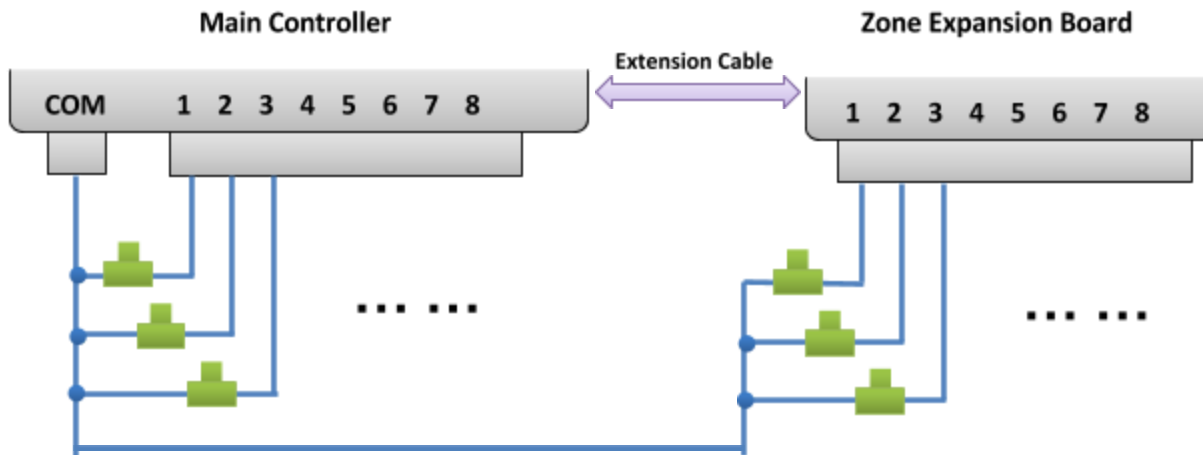 Main Controller
Zone Expansion Board
Extension Cable
COM 1 2 3 4 5 6 7 8
1 2 3 4 5 6 7 8
... ...
... ...